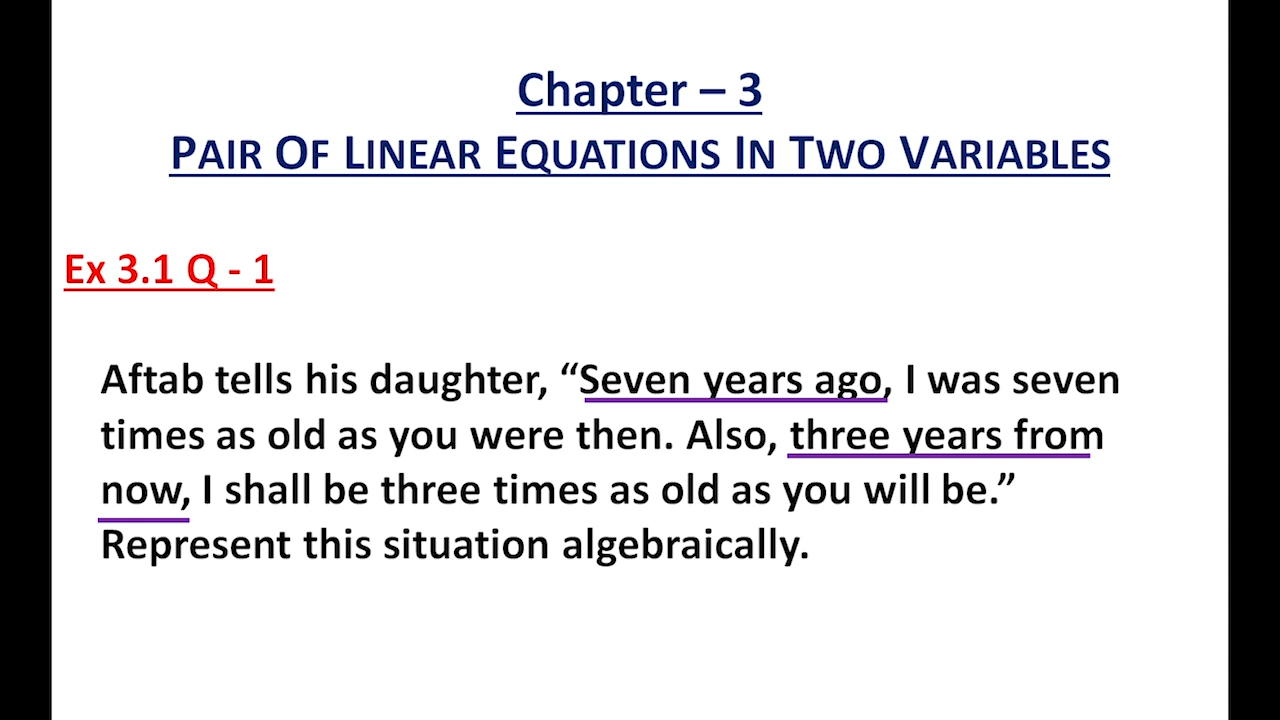 Chapter – 3
PAIR OF LINEAR EQUATIONS IN TWO VARIABLES
Ex 3.1 Q - 1
Aftab tells his daughter, “Seven years ago, I was seven
times as old as you were then. Also, three years from
now, I shall be three times as old as you will be.”
Represent this situation algebraically.